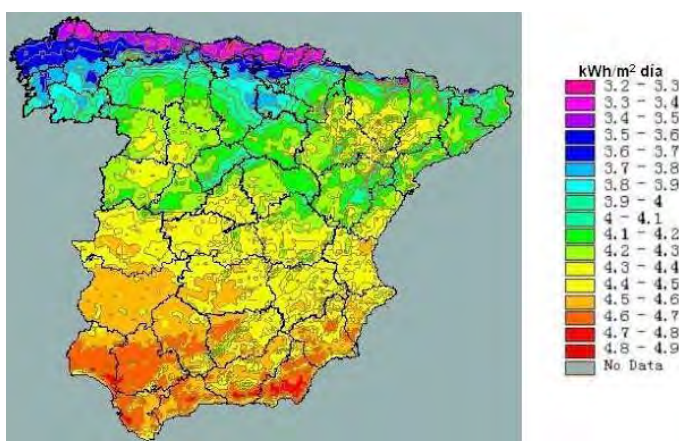 kWh/m² día
3.2 - 3.3
3.3 - 3.4
3.4 - 3.5
3.5 - 3.6
3.6 - 3.7
3.7 - 3.8
3.8 - 3.9
3.9 - 4
4 - 4.1
4.1 - 4.2
4.2 - 4.3
4.3 - 4.4
4.4 - 4.5
4.5 - 4.6
4.6 - 4.7
4.7 - 4.8
4.8 - 4.9
No Data